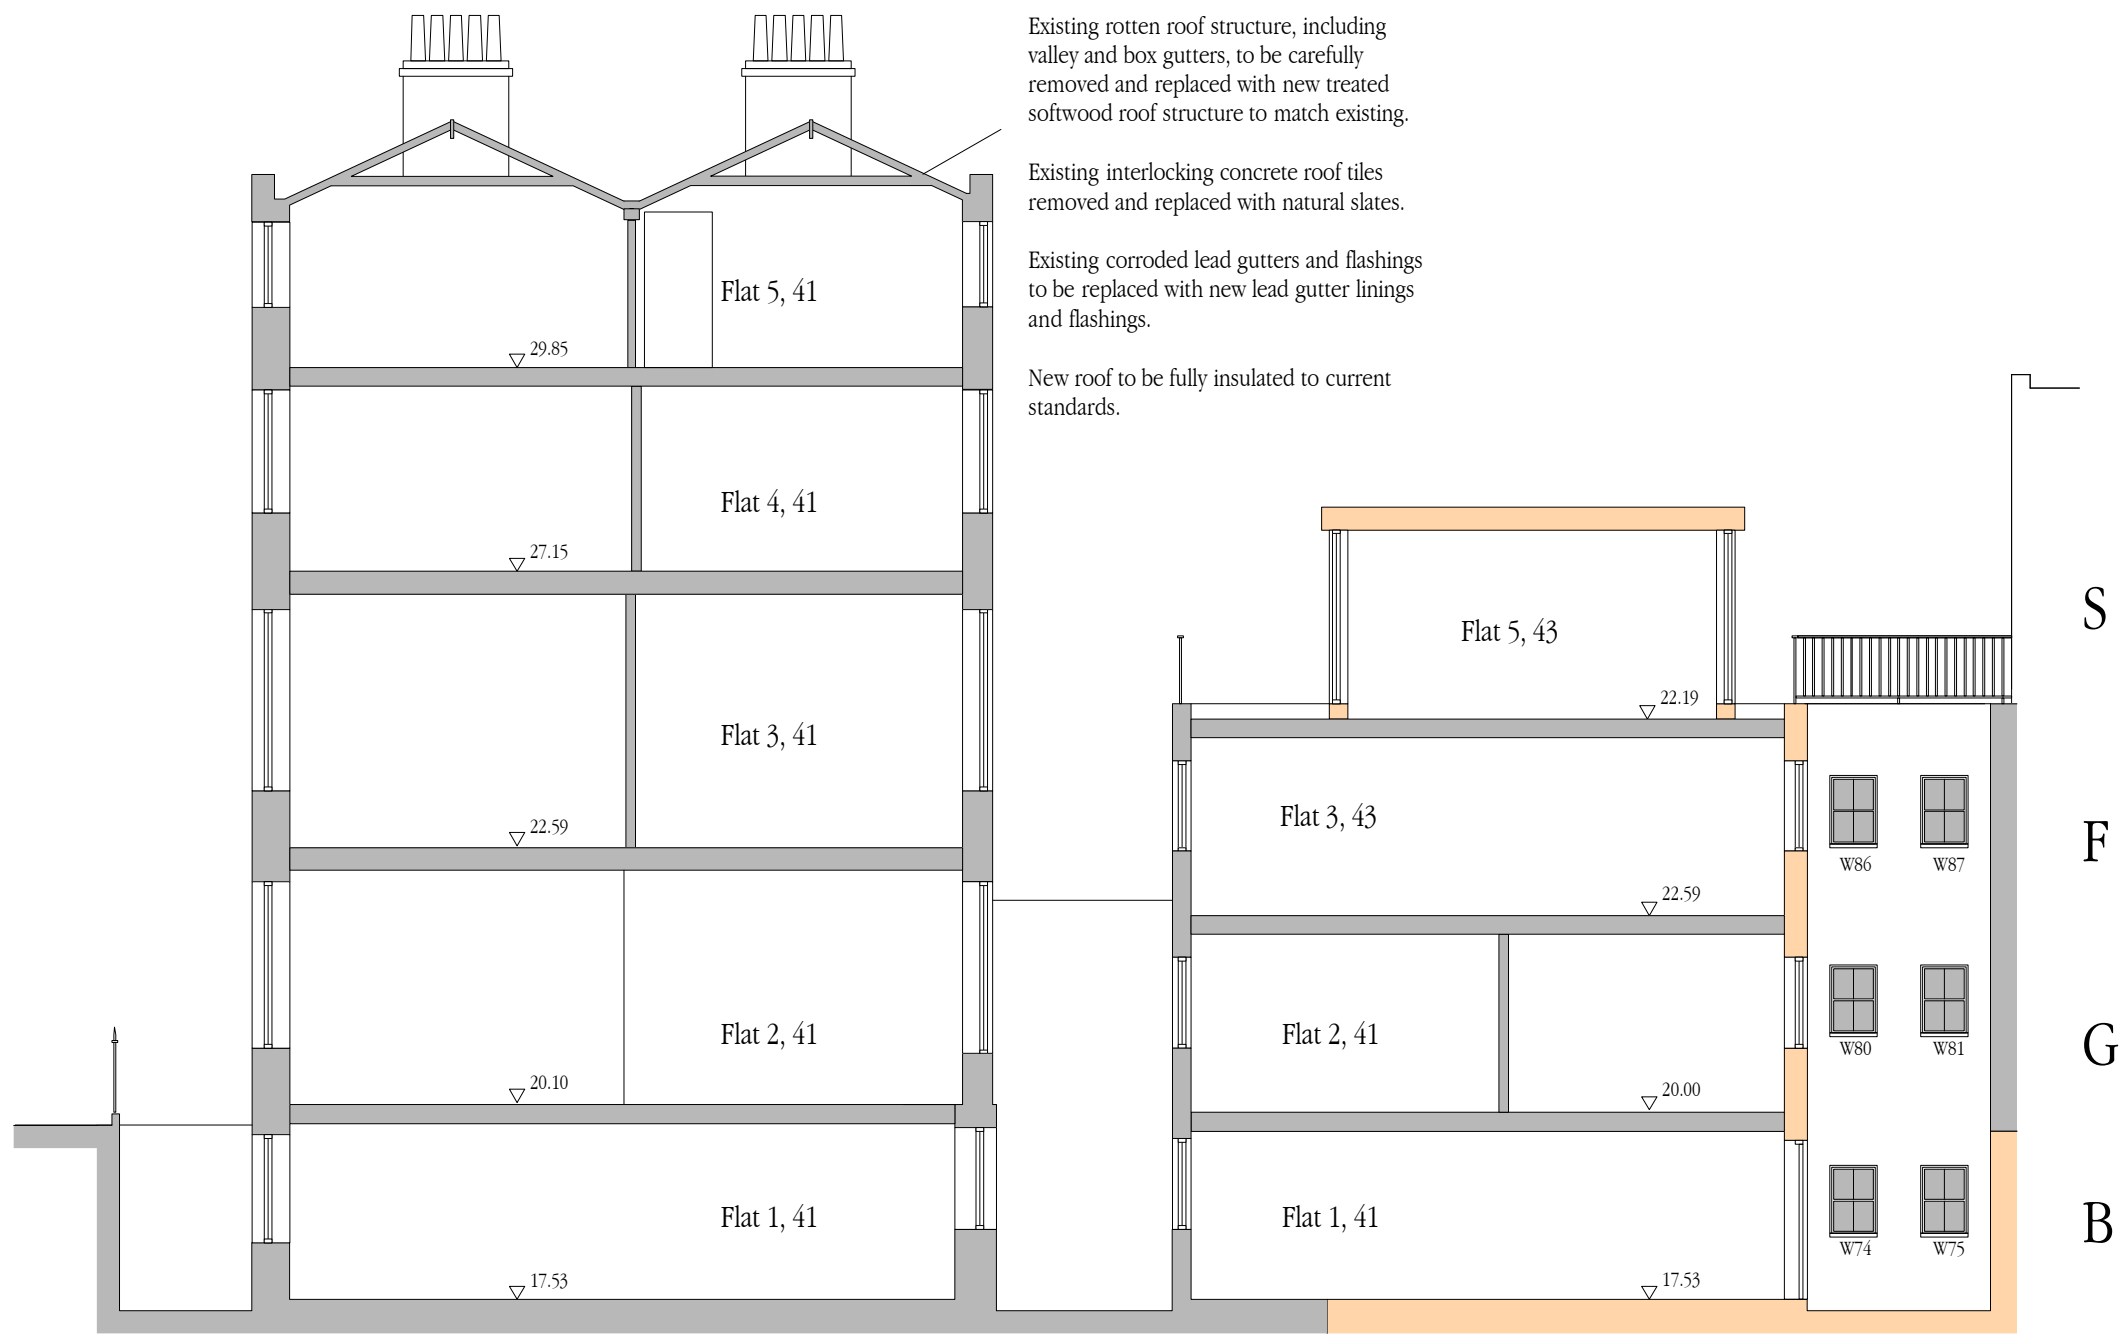 Existing rotten roof structure, including
valley and box gutters, to be carefully
removed and replaced with new treated
softwood roof structure to match existing.
Existing interlocking concrete roof tiles
removed and replaced with natural slates.
Existing corroded lead gutters and flashings
to be replaced with new lead gutter linings
and flashings.
New roof to be fully insulated to current
standards.
Flat 5, 41
29.85
Flat 4, 41
27.15
Flat 3, 41
22.59
Flat 2, 41
20.10
Flat 1, 41
17.53
Flat 5, 43
22.19
Flat 3, 43
22.59
Flat 2, 41
20.00
Flat 1, 41
17.53
W86
W87
W80
W81
W74
W75
S
F
G
B